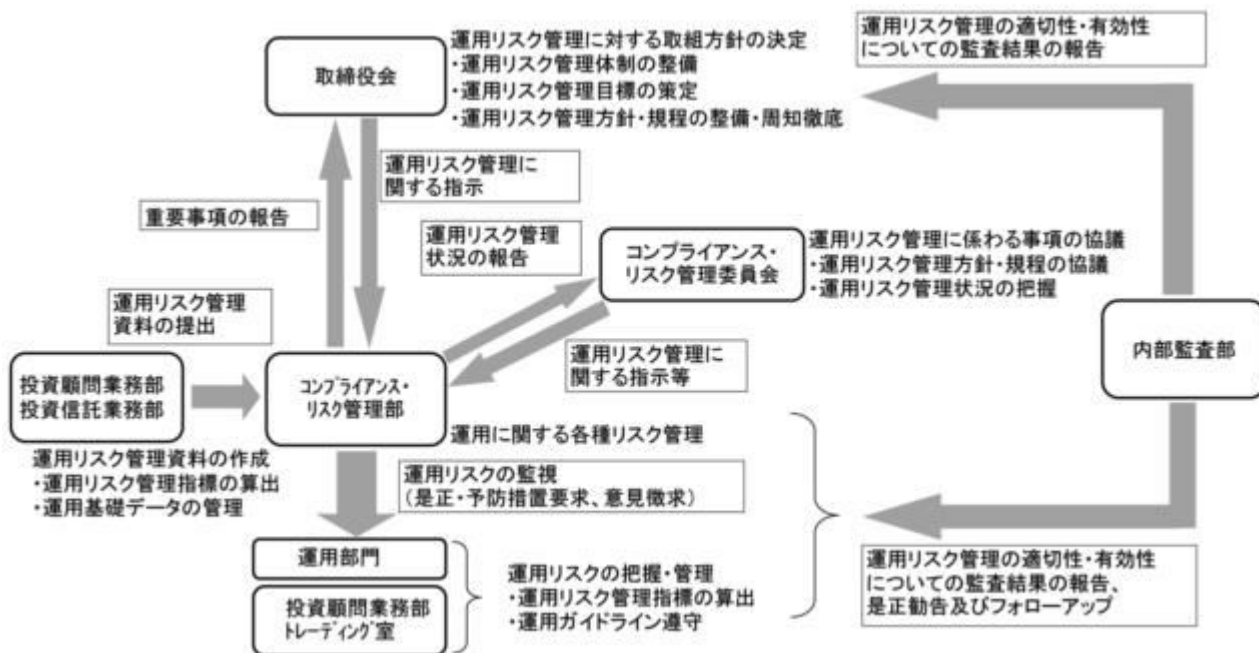 取締役会
運用リスク管理に対する取組方針の決定
・運用リスク管理体制の整備
・運用リスク管理目標の策定
・運用リスク管理方針・規程の整備・周知徹底
運用リスク管理の適切性・有効性
についての監査結果の報告
運用リスク管理に
関する指示
重要事項の報告
運用リスク管理
状況の報告
コンプライアンス・
リスク管理委員会
運用リスク管理に係わる事項の協議
・運用リスク管理方針・規程の協議
・運用リスク管理状況の把握
運用リスク管理
資料の提出
内部監査部
運用リスク管理に
関する指示等
投資顧問業務部
投資信託業務部
コンプライアンス・
リスク管理部
運用に関する各種リスク管理
運用リスク管理資料の作成
・運用リスク管理指標の算出
・運用基礎データの管理
運用リスクの監視
(是正・予防措置要求、意見徴求)
運用部門
投資顧問業務部
トレーディング室
運用リスクの把握・管理
・運用リスク管理指標の算出
・運用ガイドライン遵守
運用リスク管理の適切性・有効性
についての監査結果の報告、
是正勧告及びフォローアップ